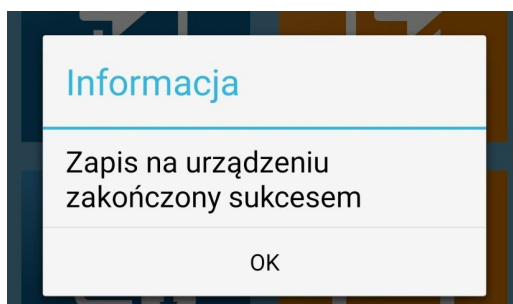 Informacja
Zapis na urządzeniu
zakończony sukcesem
OK